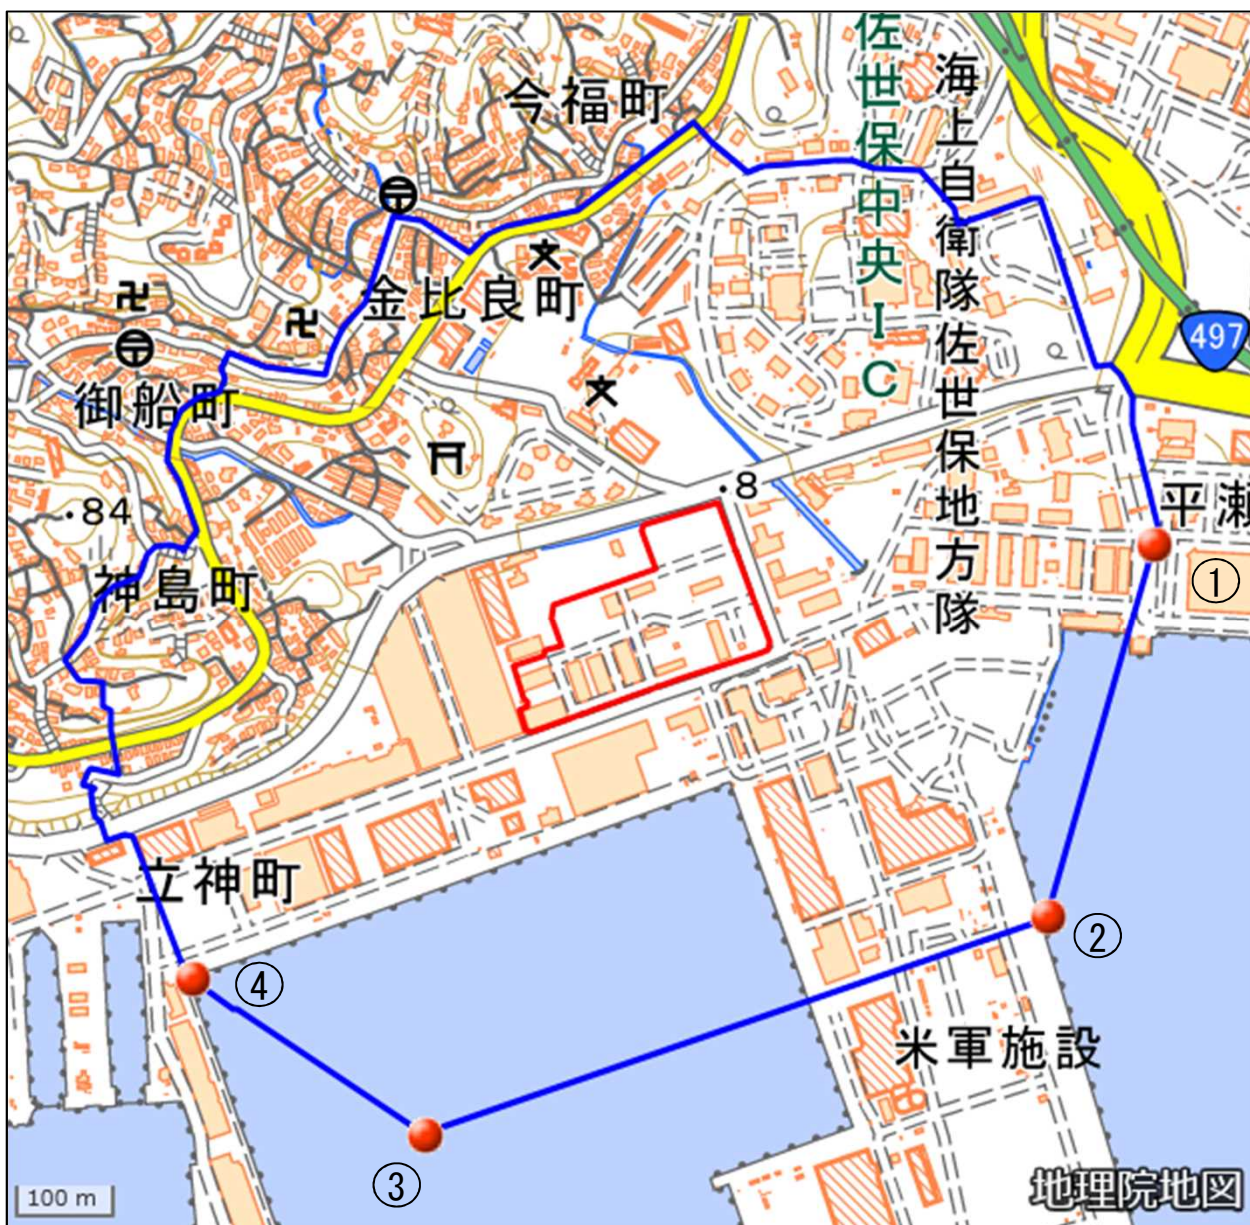 今福町
佐世保中央IC
海上自衛隊佐世保地方隊
497
金比良町
御船町
.8
平瀬
.84
①
神島町
立神町
②
④
米軍施設
③
100 m
地理院地図